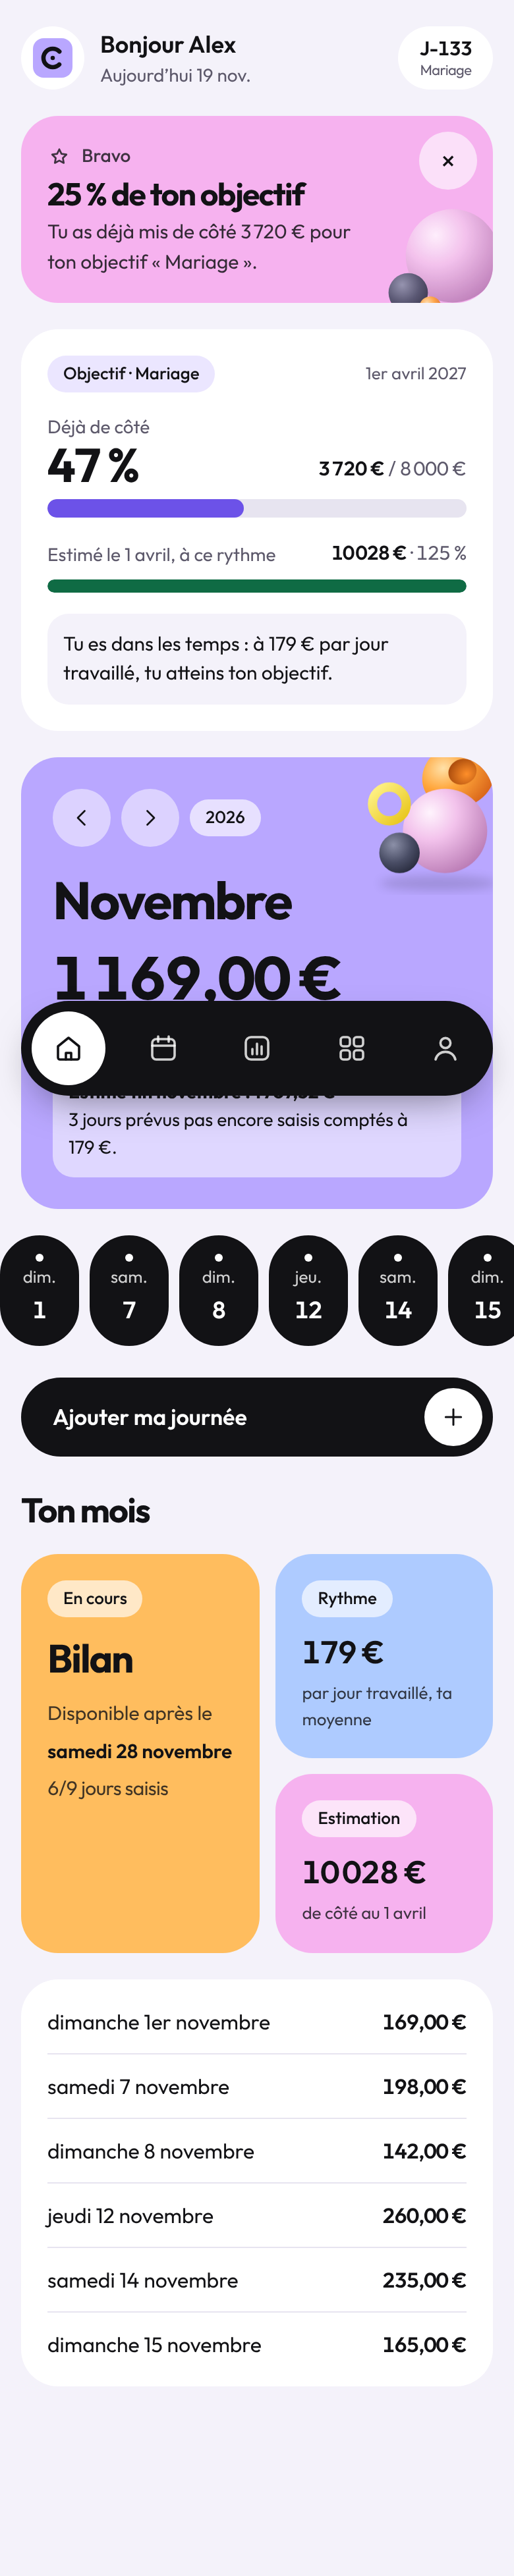 Bonjour Alex
Aujourd’hui 19 nov.
J-133
Mariage
Bravo
25 % de ton objectif
Tu as déjà mis de côté 3 720 € pour
ton objectif « Mariage ».
Objectif · Mariage
1er avril 2027
Déjà de côté
47 %
3 720 € / 8 000 €
Estimé le 1 avril, à ce rythme
10 028 € · 125 %
Tu es dans les temps : à 179 € par jour
travaillé, tu atteins ton objectif.
2026
Novembre
1 169,00 €
3 jours prévus pas encore saisis comptés à
179 €.
dim.
1
sam.
7
dim.
8
jeu.
12
sam.
14
dim.
15
Ajouter ma journée
Ton mois
En cours
Bilan
Disponible après le
samedi 28 novembre
6/9 jours saisis
Rythme
179 €
par jour travaillé, ta
moyenne
Estimation
10 028 €
de côté au 1 avril
dimanche 1er novembre
169,00 €
samedi 7 novembre
198,00 €
dimanche 8 novembre
142,00 €
jeudi 12 novembre
260,00 €
samedi 14 novembre
235,00 €
dimanche 15 novembre
165,00 €